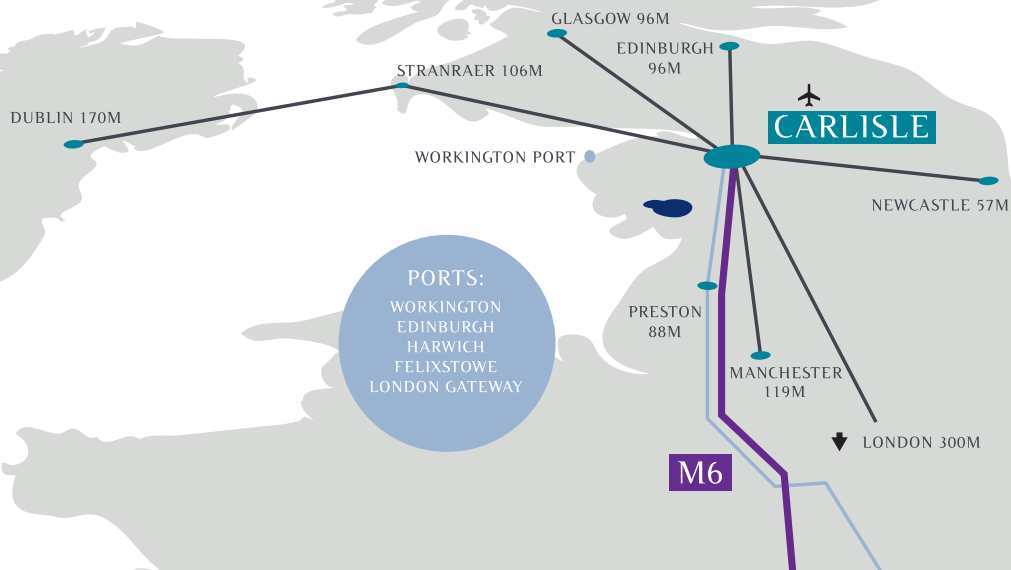 GLASGOW 96M
EDINBURGH
96M
STRANRAER 106M
DUBLIN 170M
CARLISLE
WORKINGTON PORT
NEWCASTLE 57M
PORTS:
WORKINGTON
EDINBURGH
HARWICH
FELIXSTOWE
LONDON GATEWAY
PRESTON
88M
MANCHESTER
119M
LONDON 300M
M6